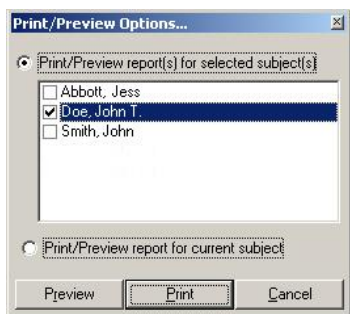 Print/Preview Options...
Print/Preview report(s) for selected subject(s)
Abbott, Jess
Doe, John T.
Smith, John
Print/Preview report for current subject
Preview Print Cancel